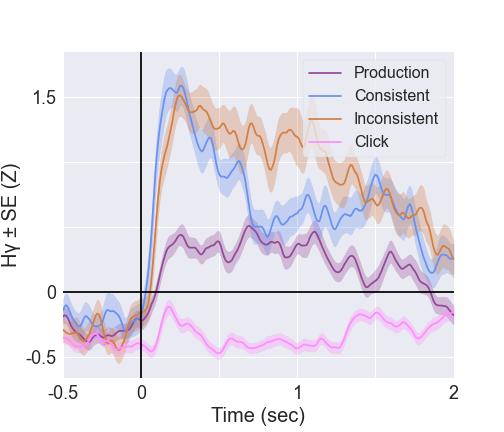 Production
Consistent
Inconsistent
Click
1.5
0
-0.5
-0.5
0
1
2
Hγ ± SE (Z)
Time (sec)